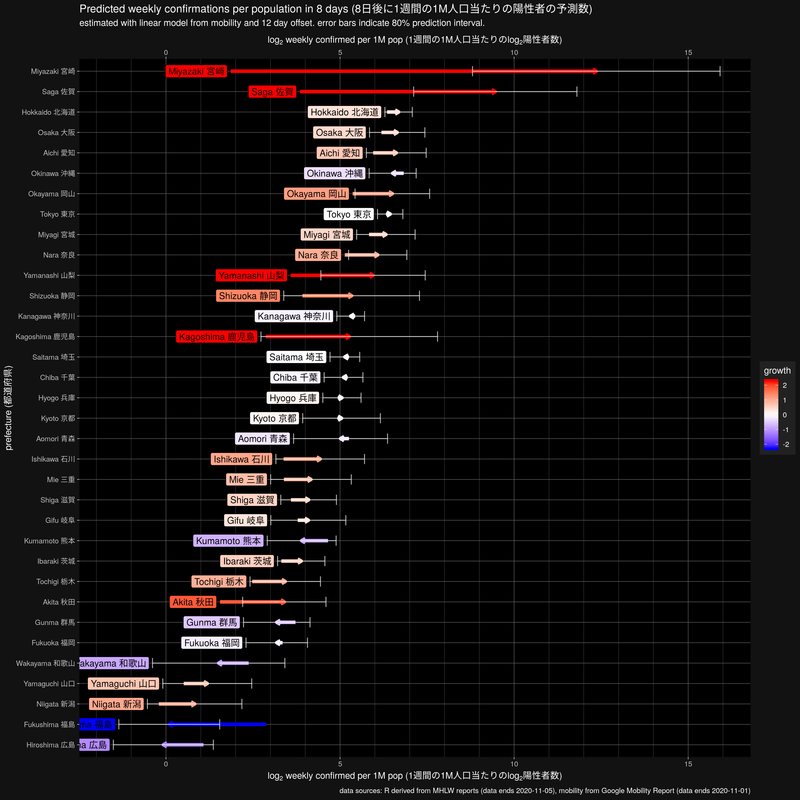 Predicted weekly confirmations per population in 8 days (8日後に1週間の1M人口当たりの陽性者の予測数)
estimated with linear model from mobility and 12 day offset. error bars indicate 80% prediction interval.
log2 weekly confirmed per 1M pop (1週間の1M人口当たりのlog2陽性者数)
0 5 10 15
Miyazaki 宮崎 Miyazaki 宮崎
Saga 佐賀 Saga 佐賀
Hokkaido 北海道 Hokkaido 北海道
Osaka 大阪 Osaka 大阪
Aichi 愛知 Aichi 愛知
Okinawa 沖縄 Okinawa 沖縄
Okayama 岡山 Okayama 岡山
Tokyo 東京 Tokyo 東京
Miyagi 宮城 Miyagi 宮城
Nara 奈良 Nara 奈良
Yamanashi 山梨 Yamanashi 山梨
Shizuoka 静岡 Shizuoka 静岡
Kanagawa 神奈川 Kanagawa 神奈川
Kagoshima 鹿児島 Kagoshima 鹿児島
Saitama 埼玉 Saitama 埼玉
Chiba 千葉 Chiba 千葉
Hyogo 兵庫 Hyogo 兵庫
Kyoto 京都 Kyoto 京都
Aomori 青森 Aomori 青森
Ishikawa 石川 Ishikawa 石川
Mie 三重 Mie 三重
Shiga 滋賀 Shiga 滋賀
Gifu 岐阜 Gifu 岐阜
Kumamoto 熊本 Kumamoto 熊本
Ibaraki 茨城 Ibaraki 茨城
Tochigi 栃木 Tochigi 栃木
Akita 秋田 Akita 秋田
Gunma 群馬 Gunma 群馬
Fukuoka 福岡 Fukuoka 福岡
Wakayama 和歌山 akayama 和歌山
Yamaguchi 山口 Yamaguchi 山口
Niigata 新潟 Niigata 新潟
Fukushima 福島 na 福島
Hiroshima 広島 a 広島
0 5 10 15
log2 weekly confirmed per 1M pop (1週間の1M人口当たりのlog2陽性者数)
prefecture (都道府県)
growth
2
1
0
-1
-2
data sources: R derived from MHLW reports (data ends 2020-11-05), mobility from Google Mobility Report (data ends 2020-11-01)